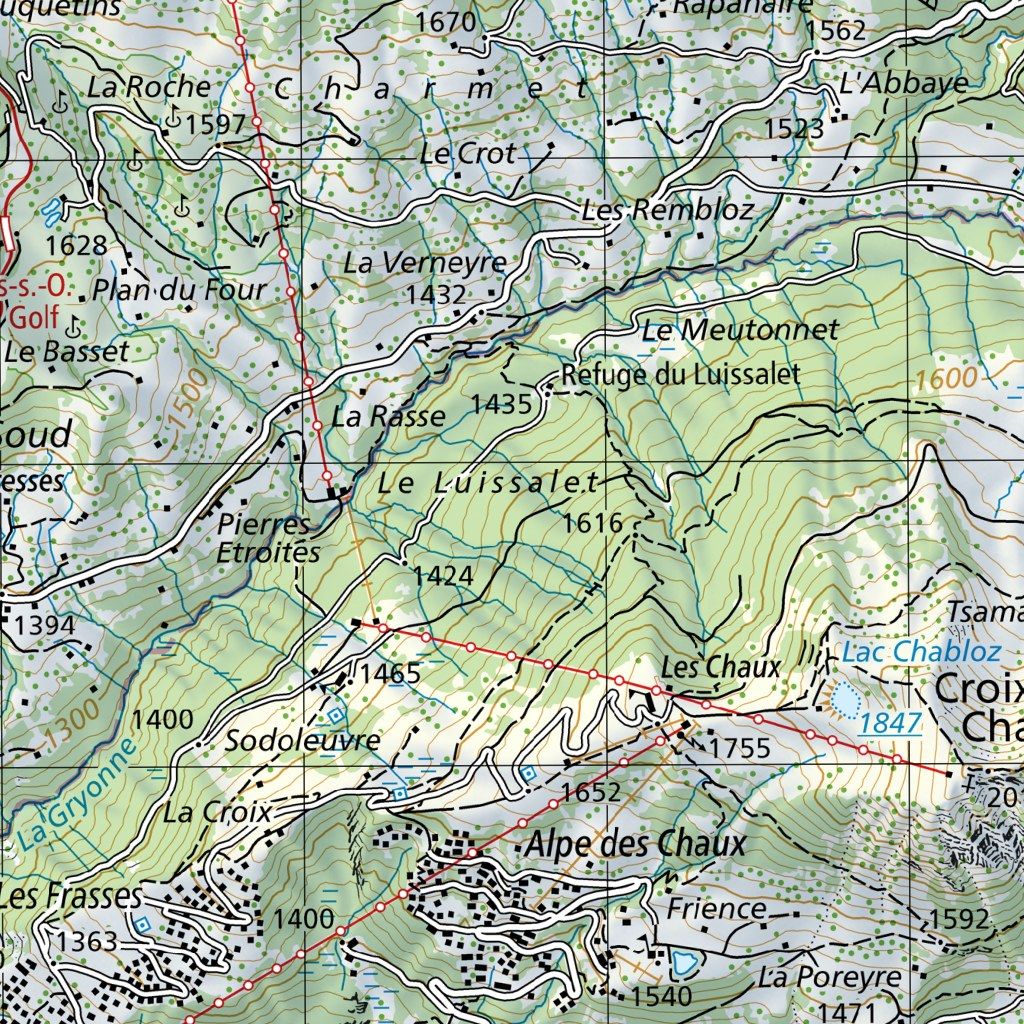 1670
Rapanaire
1562
La Roche
Charmet
L'Abbaye
1597
1523
Le Crot
Les Rembloz
1628
La Verneyre
s-s.-O.
Plan du Four
1432
Golf
Le Meutonnet
Le Basset
Refuge du Luissalet
1600
1500
1435
La Rasse
Le Luissalet
Pierres
Etroites
1616
1424
1394
Lac Chabloz
Les Chaux
1465
1300
1400
1847
Sodoleuvre
1755
La Gryonne
1652
La Croix
Alpe des Chaux
Les Frasses
1400
Frience
1592
1363
La Poreyre
1540
1471